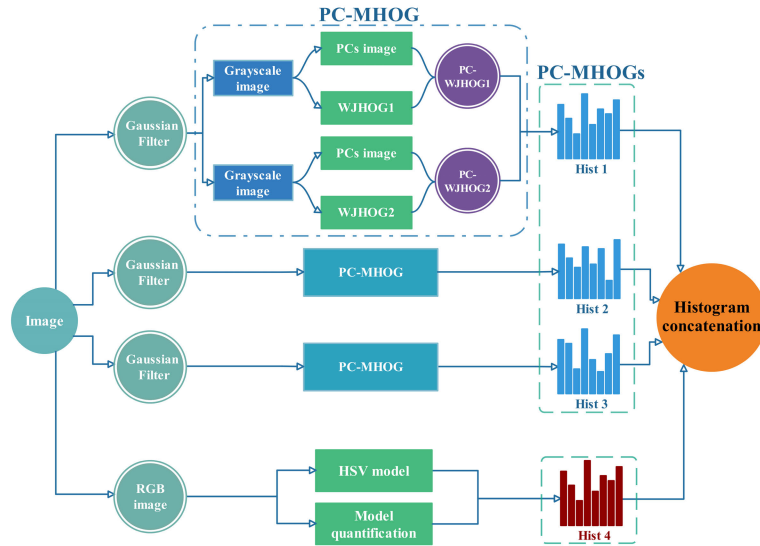 PC-MHOG
PC-MHOGs
Grayscale
image
PCs image
WJHOG1
PC-
WJHOG1
Gaussian
Filter
Grayscale
image
PCs image
WJHOG2
PC-
WJHOG2
Hist 1
Gaussian
Filter
PC-MHOG
Hist 2
Image
Histogram
concatenation
Gaussian
Filter
PC-MHOG
Hist 3
RGB
image
HSV model
Model
quantification
Hist 4